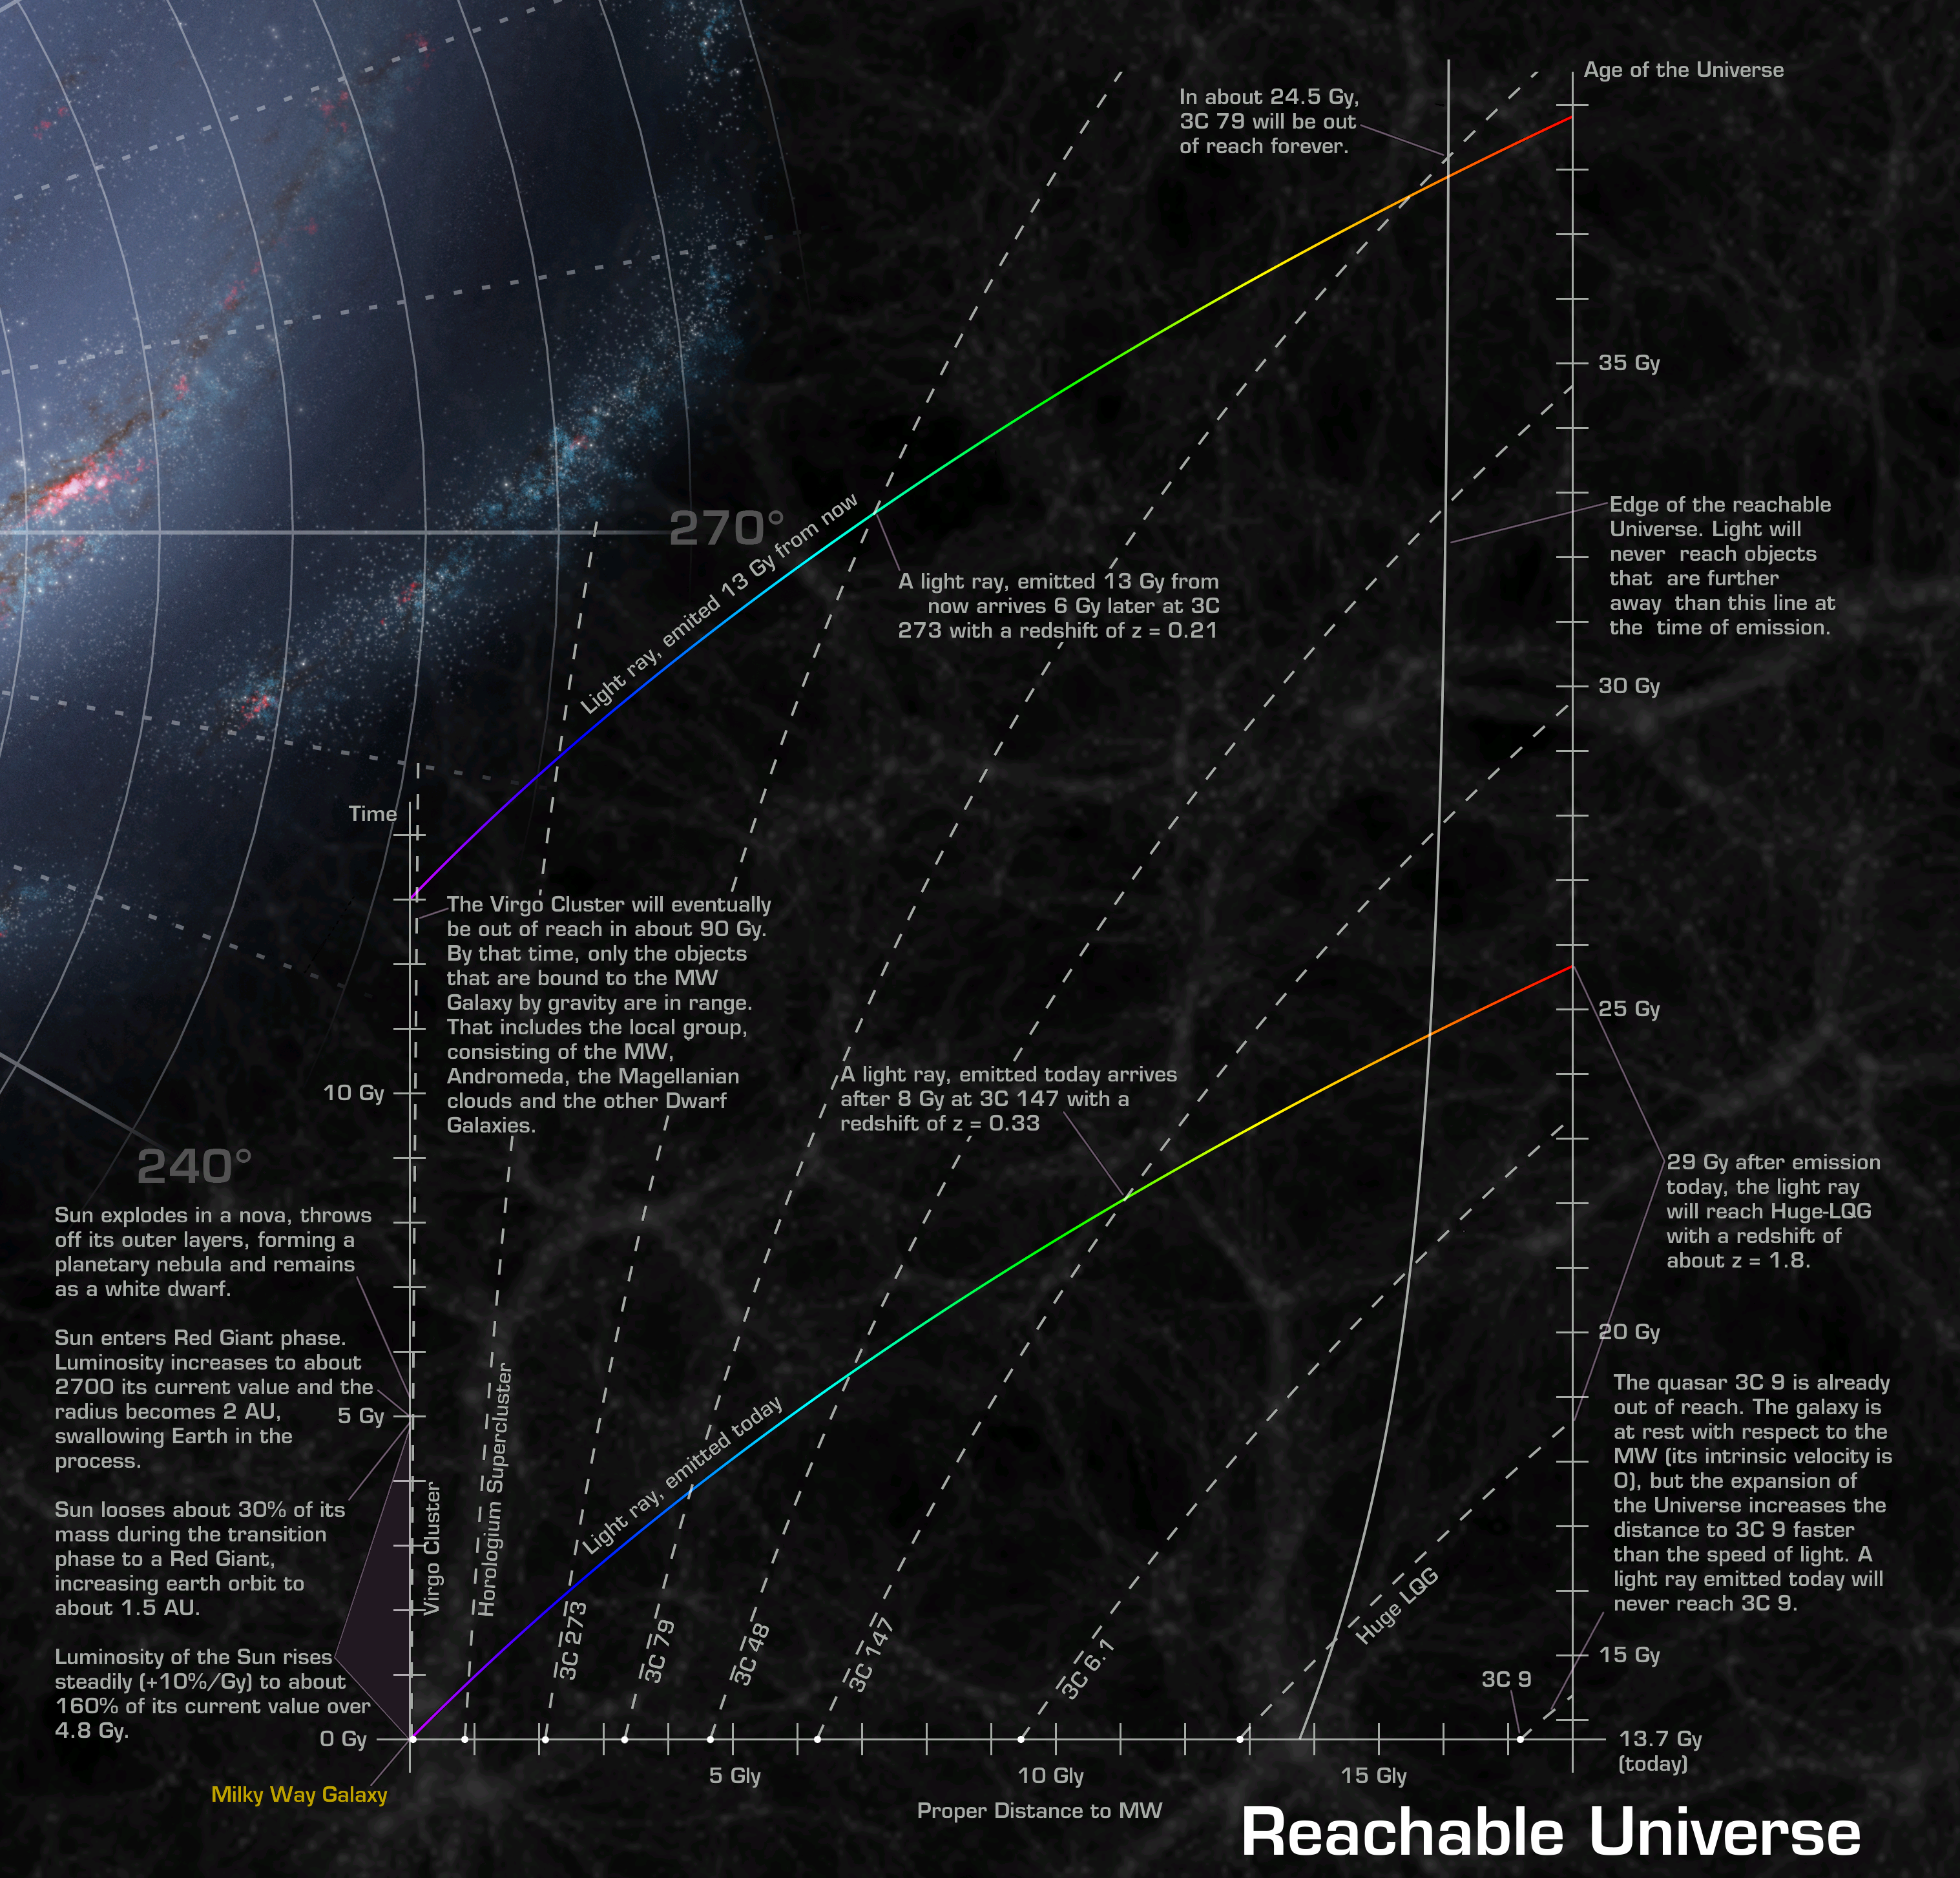 Age of the Universe
In about 24.5 Gy,
3C 79 will be out
of reach forever.
35 Gy
Edge of the reachable
Universe. Light will
never reach objects
that are further
away than this line at
the time of emission.
270°
Light ray, emited 13 Gy from now
A light ray, emitted 13 Gy from
now arrives 6 Gy later at 3C
273 with a redshift of z = 0.21
30 Gy
Time
The Virgo Cluster will eventually
be out of reach in about 90 Gy.
By that time, only the objects
that are bound to the MW
Galaxy by gravity are in range.
That includes the local group,
consisting of the MW,
Andromeda, the Magellanian
clouds and the other Dwarf
Galaxies.
25 Gy
10 Gy
A light ray, emitted today arrives
after 8 Gy at 3C 147 with a
redshift of z = 0.33
240°
29 Gy after emission
today, the light ray
will reach Huge-LQG
with a redshift of
about z = 1.8.
Sun explodes in a nova, throws
off its outer layers, forming a
planetary nebula and remains
as a white dwarf.
20 Gy
Sun enters Red Giant phase.
Luminosity increases to about
2700 its current value and the
radius becomes 2 AU,
swallowing Earth in the
process.
5 Gy
The quasar 3C 9 is already
out of reach. The galaxy is
at rest with respect to the
MW (its intrinsic velocity is
0), but the expansion of
the Universe increases the
distance to 3C 9 faster
than the speed of light. A
light ray emitted today will
never reach 3C 9.
Sun looses about 30% of its
mass during the transition
phase to a Red Giant,
increasing earth orbit to
about 1.5 AU.
Virgo Cluster
Horologium Supercluster
Light ray, emitted today
3C 273
3C 79
3C 48
3C 147
3C 6.1
Huge LQG
3C 9
15 Gy
Luminosity of the Sun rises
steadily (+10%/Gy) to about
160% of its current value over
4.8 Gy.
0 Gy
13.7 Gy
(today)
Milky Way Galaxy
5 Gly
10 Gly
15 Gly
Proper Distance to MW
Reachable Universe